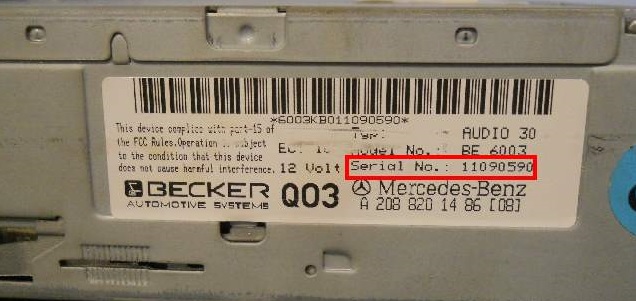 *6003KB011090590*
This device complies with part-15 of
the FCC Rules.Operation is subject
to the condition that this device
does not cause harmful interference.
12 Volt
AUDIO 30
Model No.: BE 6003
Serial No.: 11090590
BECKER
AUTOMOTIVE SYSTEMS
Q03
Mercedes-Benz
A 208 820 14 86 [08]